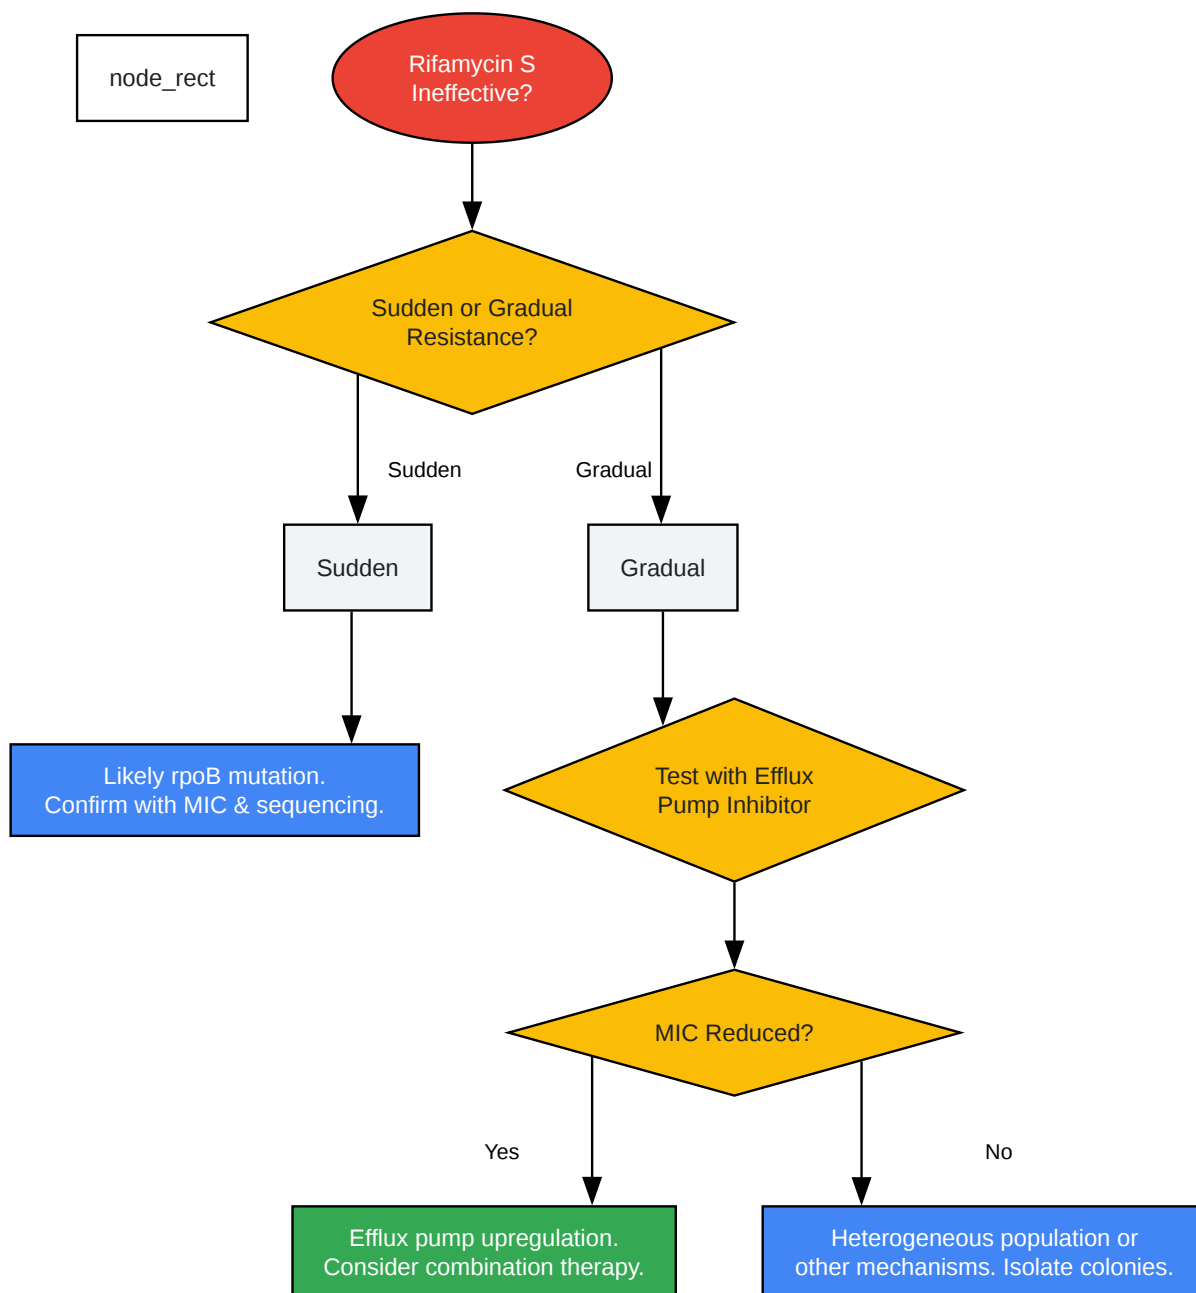 node_rect
Rifamycin S
Ineffective?
Sudden or Gradual
Resistance?
Sudden
Gradual
Sudden
Gradual
Likely rpoB mutation.
Confirm with MIC & sequencing.
Test with Efflux
Pump Inhibitor
MIC Reduced?
Yes
No
Efflux pump upregulation.
Consider combination therapy.
Heterogeneous population or
other mechanisms. Isolate colonies.